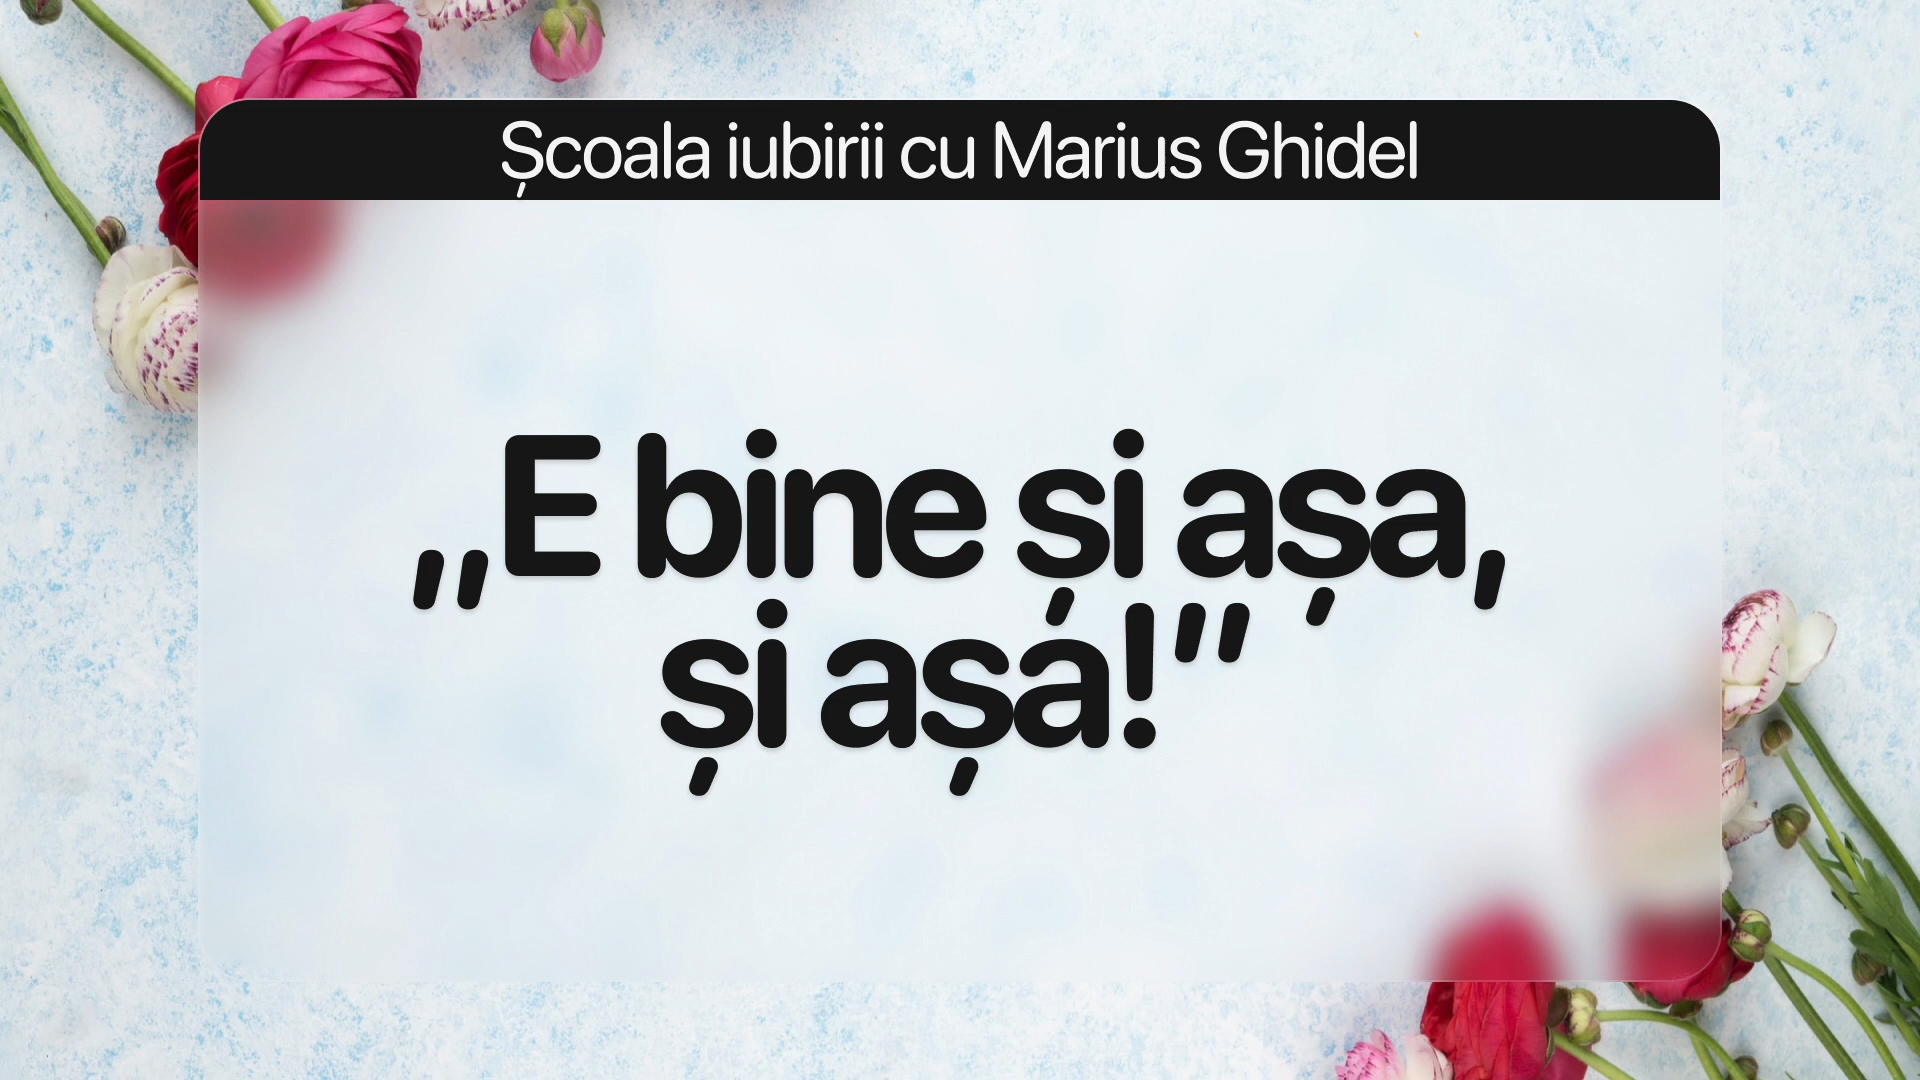 Școala iubirii cu Marius Ghidel
„E bine și așa,
și așa!”